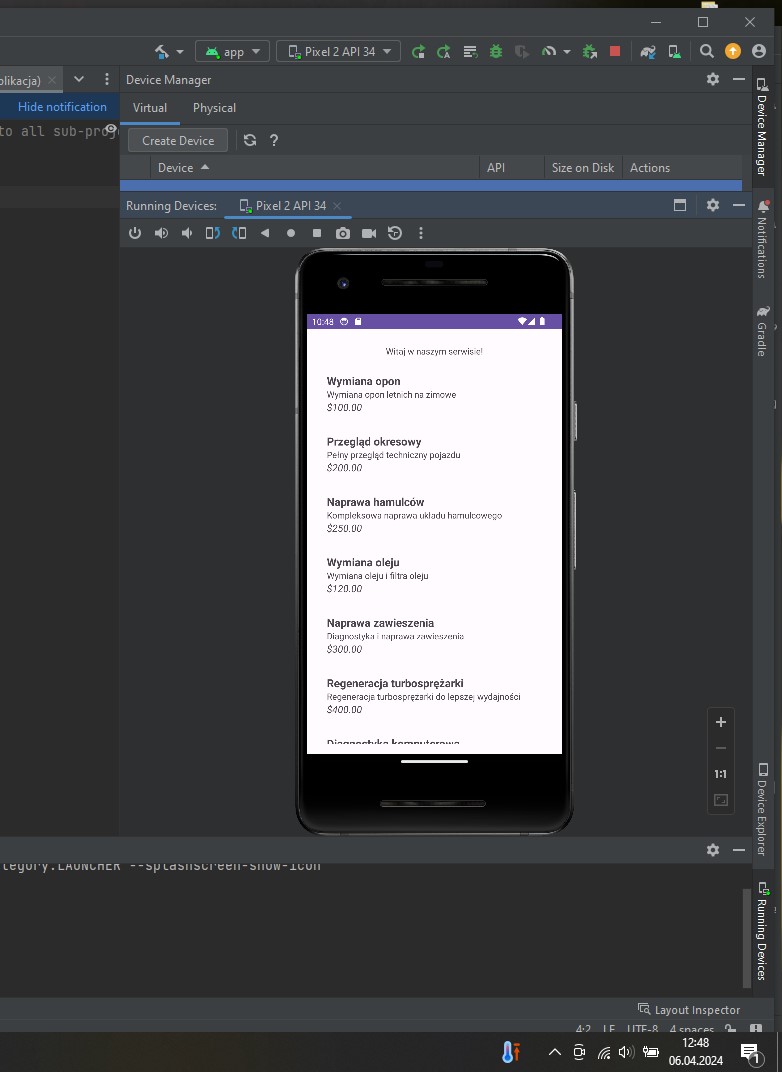 app
Pixel 2 API 34
plikacja)
Device Manager
Hide notification
Virtual
Physical
to all sub-proj
Create Device
?
Device
API
Size on Disk
Actions
Running Devices:
Pixel 2 API 34
10:48
Witaj w naszym serwisie!
Wymiana opon
Wymiana opon letnich na zimowe
$100.00
Przegląd okresowy
Pełny przegląd techniczny pojazdu
$200.00
Naprawa hamulców
Kompleksowa naprawa układu hamulcowego
$250.00
Wymiana oleju
Wymiana oleju i filtra oleju
$120.00
Naprawa zawieszenia
Diagnostyka i naprawa zawieszenia
$300.00
Regeneracja turbosprężarki
Regeneracja turbosprężarki do lepszej wydajności
$400.00
Diagnostyka komputerowa
1:1
Device Manager
Notifications
Gradle
Device Explorer
Running Devices
tegory.LAUNCHER --splashscreen-show-icon
Layout Inspector
4:2 LF UTF-8 4 spaces
12:48
06.04.2024
1